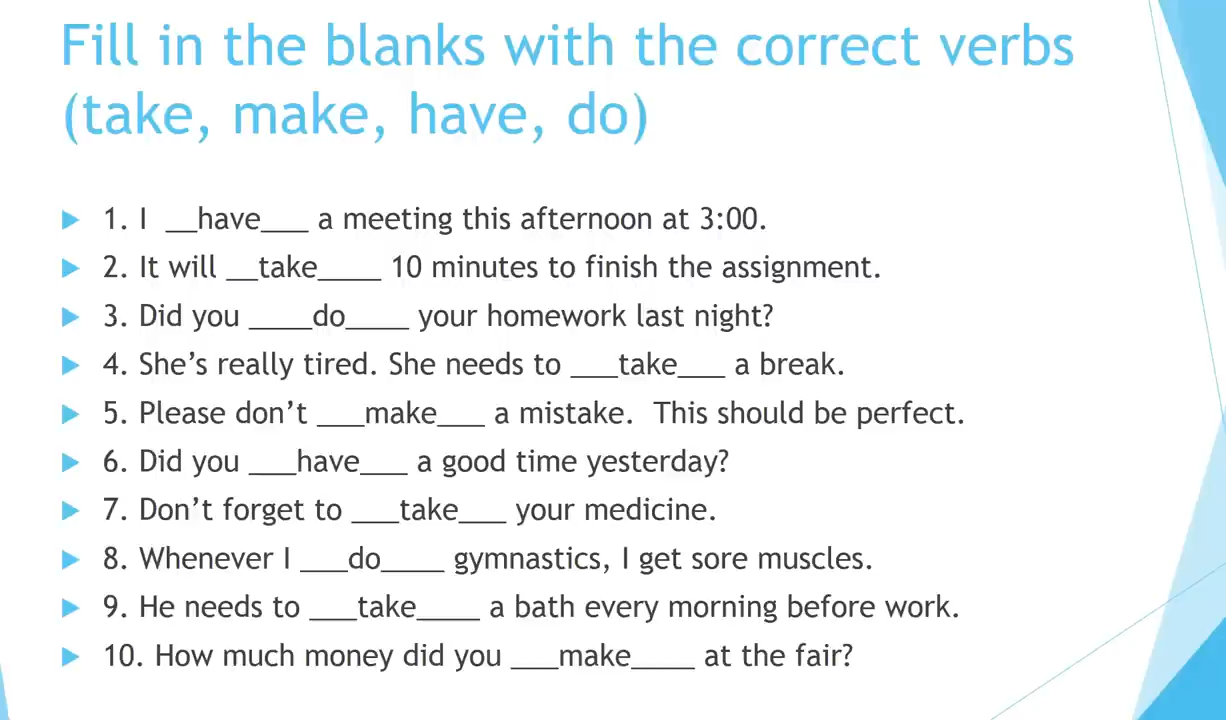 Fill in the blanks with the correct verbs
(take, make, have, do)
1. I __have___ a meeting this afternoon at 3:00.
2. It will __take____ 10 minutes to finish the assignment.
3. Did you ____do____ your homework last night?
4. She’s really tired. She needs to ___take___ a break.
5. Please don’t ___make___ a mistake.  This should be perfect.
6. Did you ___have___ a good time yesterday?
7. Don’t forget to ___take___ your medicine.
8. Whenever I ___do____ gymnastics, I get sore muscles.
9. He needs to ___take____ a bath every morning before work.
10. How much money did you ___make____ at the fair?